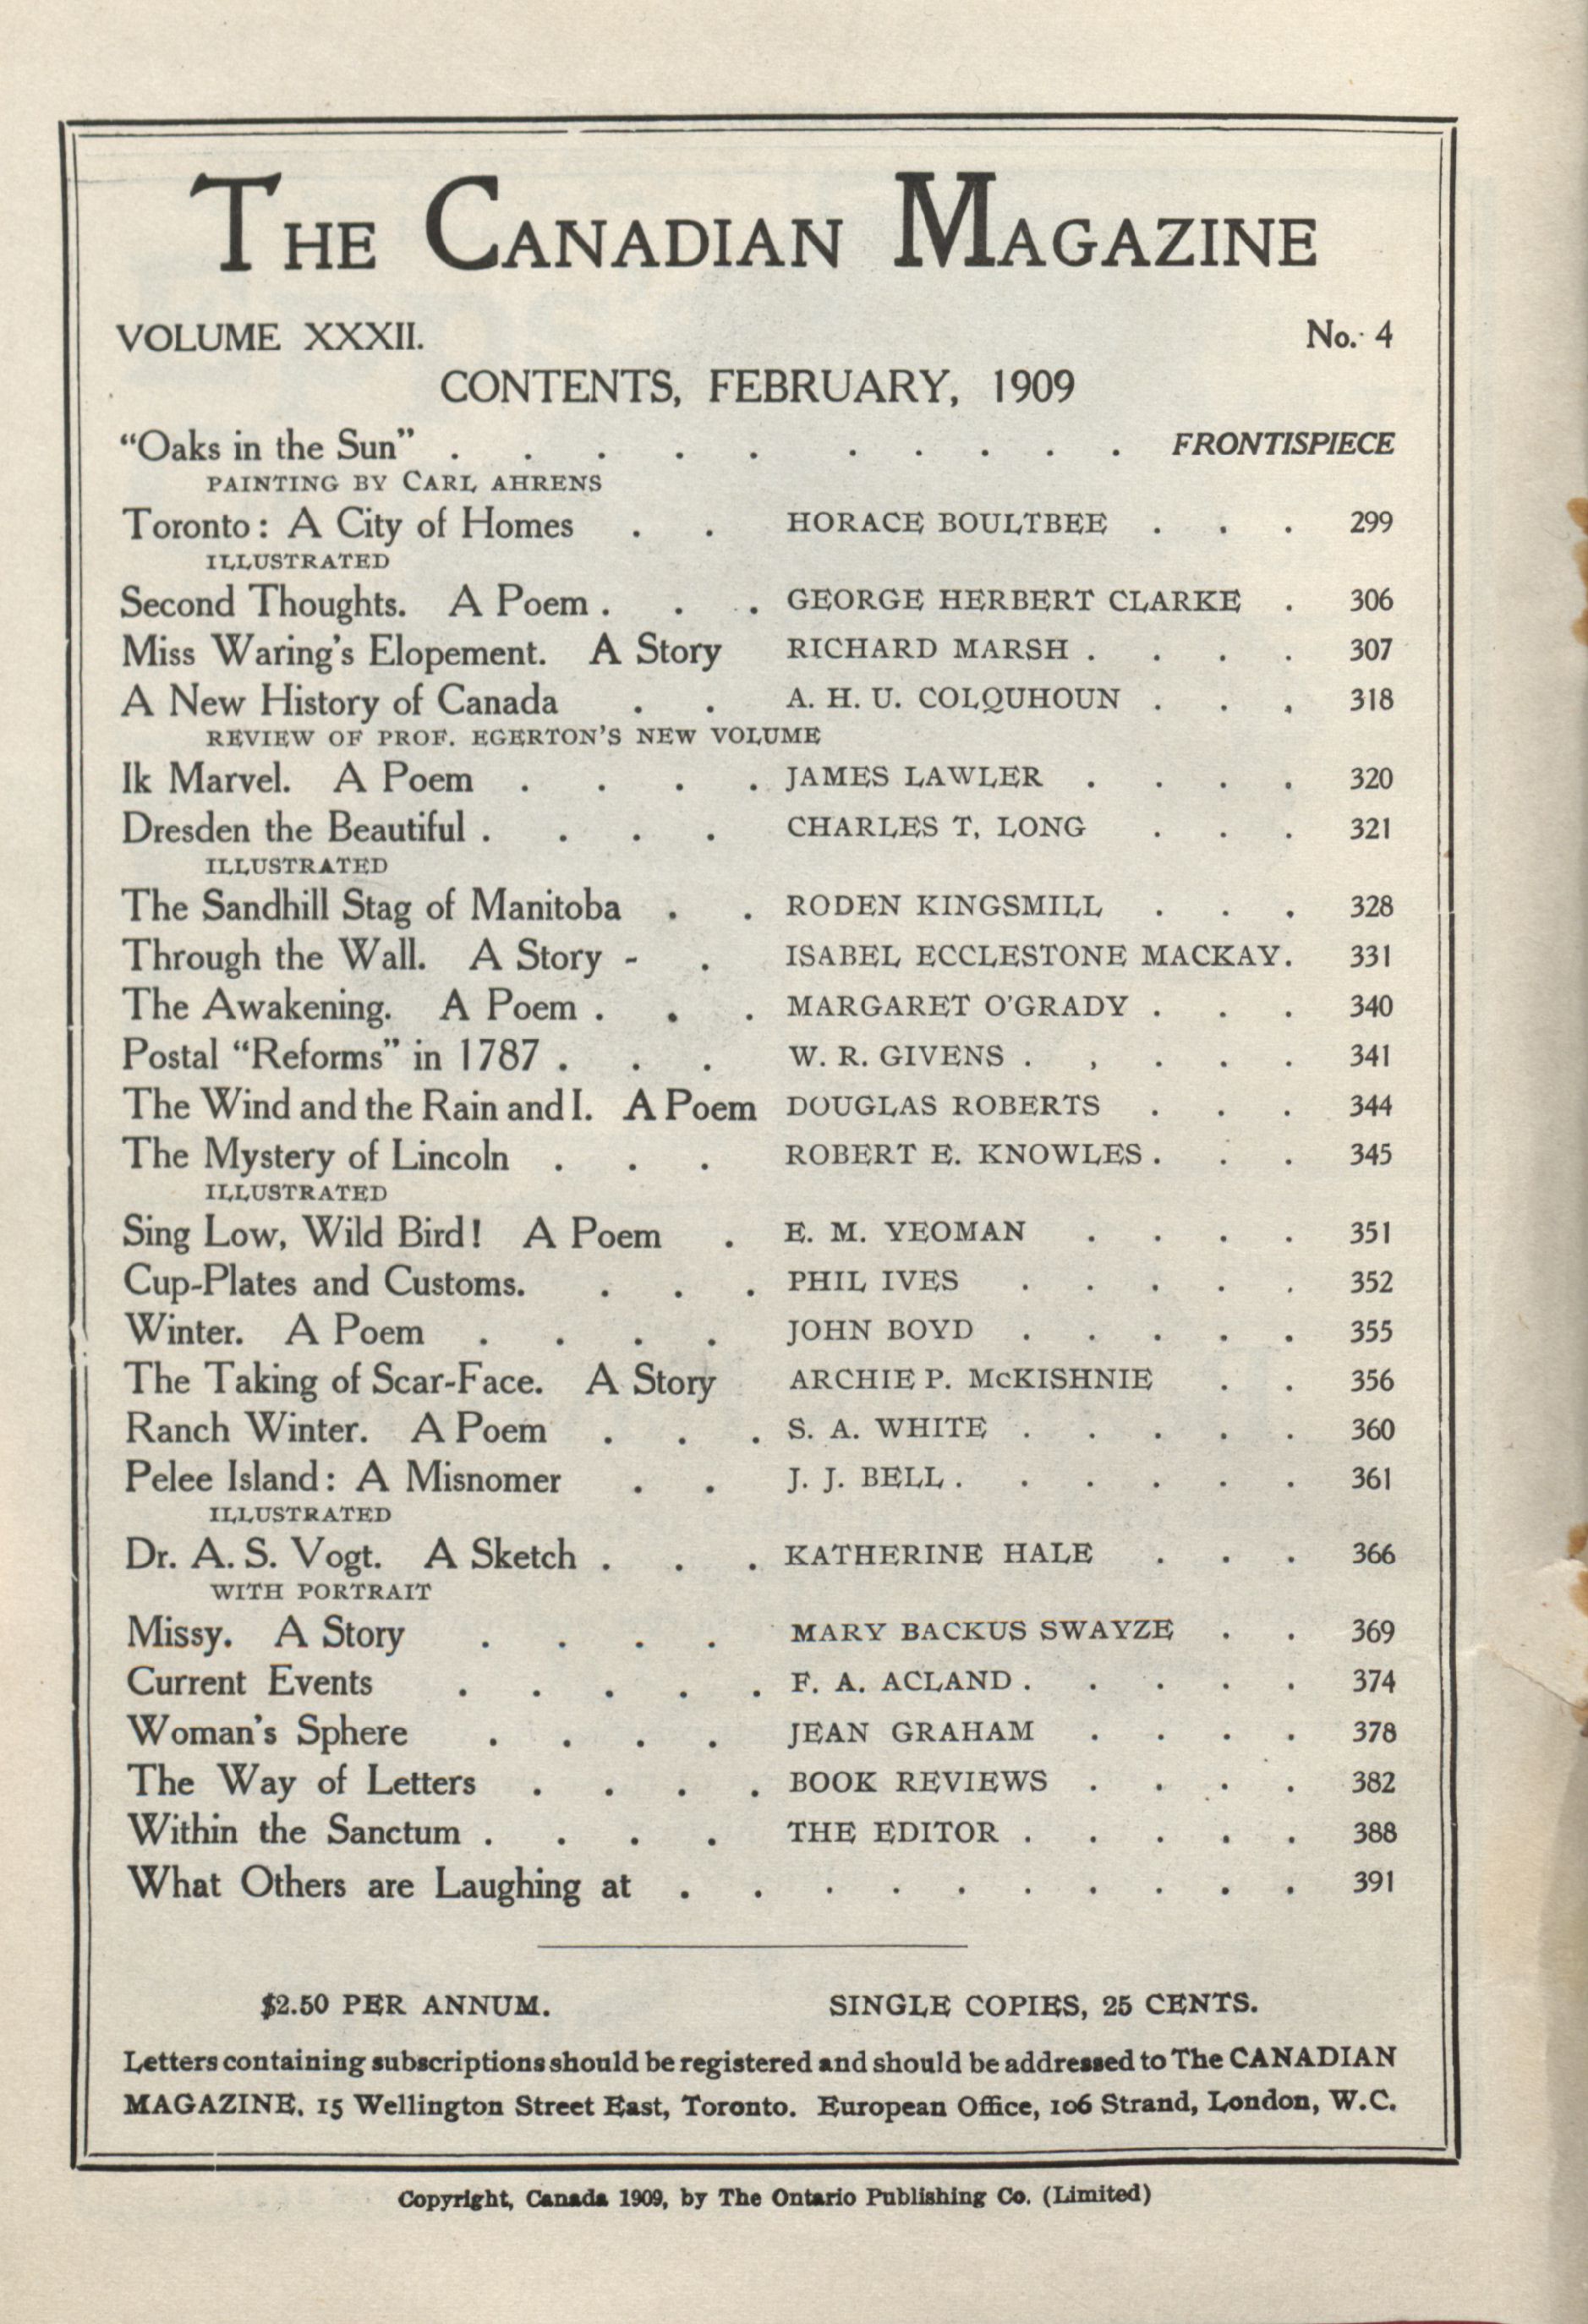 THE CANADIAN MAGAZINE
VOLUME XXXII. No. 4
CONTENTS, FEBRUARY, 1909
“Oaks in the Sun” . . . . . . . . . . FRONTISPIECE
PAINTING BY CARL AHRENS
Toronto: A City of Homes . . HORACE BOULTBEE . . . 299
ILLUSTRATED
Second Thoughts. A Poem . . . GEORGE HERBERT CLARKE . 306
Miss Waring's Elopement. A Story RICHARD MARSH . . . . 307
A New History of Canada . . A. H. U. COLQUHOUN . . . 318
REVIEW OF PROF. EGERTON'S NEW VOLUME
Ik Marvel. A Poem . . . . JAMES LAWLER . . . . 320
Dresden the Beautiful . . . . CHARLES T. LONG . . . 321
ILLUSTRATED
The Sandhill Stag of Manitoba . . RODEN KINGSMILL . . . 328
Through the Wall. A Story - . ISABEL ECCLESTONE MACKAY . 331
The Awakening. A Poem . . . MARGARET O'GRADY . . . 340
Postal “Reforms” in 1787 . . . W. R. GIVENS . , . . . 341
The Wind and the Rain and I. A Poem DOUGLAS ROBERTS . . . 344
The Mystery of Lincoln . . . ROBERT E. KNOWLES . . . 345
ILLUSTRATED
Sing Low, Wild Bird! A Poem . E. M. YEOMAN . . . . 351
Cup-Plates and Customs. . . . PHIL IVES . . . . . 352
Winter. A Poem . . . . JOHN BOYD . . . . . 355
The Taking of Scar-Face. A Story ARCHIE P. McKISHNIE . . 356
Ranch Winter. A Poem . . . S. A. WHITE . . . . . 360
Pelee Island: A Misnomer . . J. J. BELL . . . . . . 361
ILLUSTRATED
Dr. A. S. Vogt. A Sketch . . . KATHERINE HALE . . . 366
WITH PORTRAIT
Missy. A Story . . . . MARY BACKUS SWAYZE . . 369
Current Events . . . . . F. A. ACLAND . . . . . 374
Woman's Sphere . . . . JEAN GRAHAM . . . . 378
The Way of Letters . . . . BOOK REVIEWS . . . . 382
Within the Sanctum . . . . THE EDITOR . . . . . 388
What Others are Laughing at . . . . . . . . . . 391
$2.50 PER ANNUM. SINGLE COPIES, 25 CENTS.
Letters containing subscriptions should be registered and should be addressed to The CANADIAN
MAGAZINE, 15 Wellington Street East, Toronto. European Office, 106 Strand, London, W.C.
Copyright, Canada 1909, by The Ontario Publishing Co. (Limited)